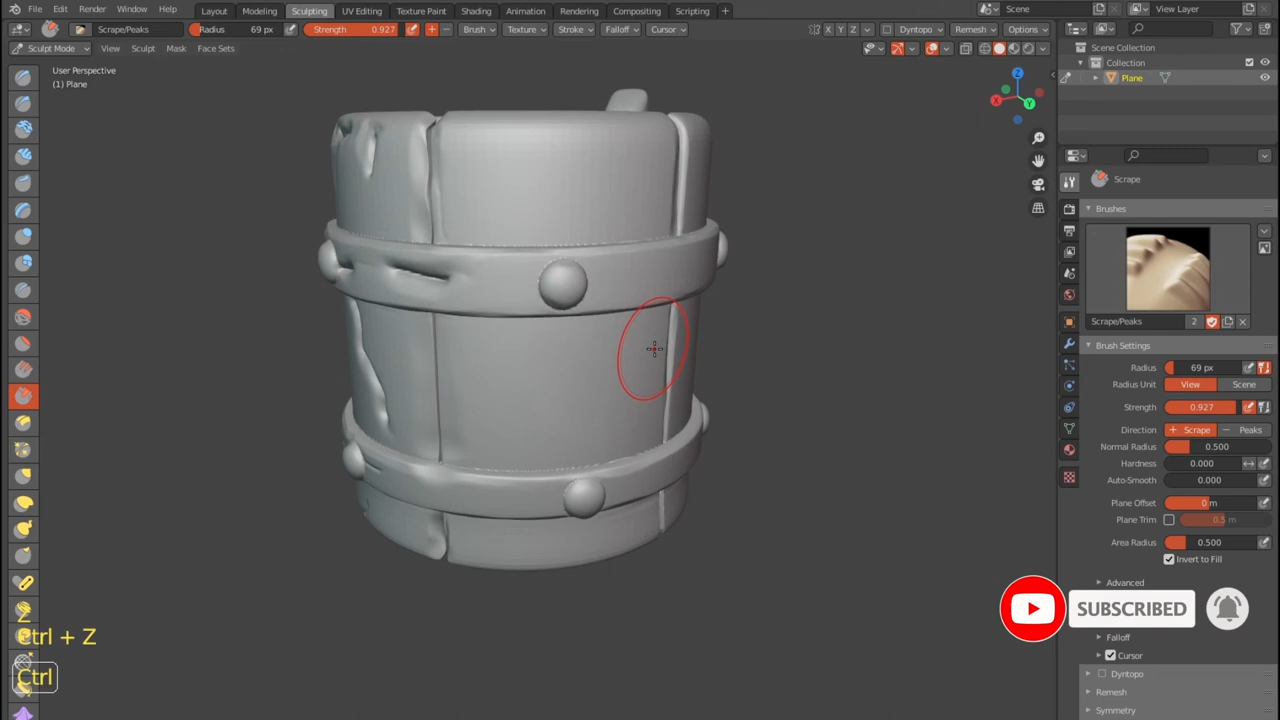 File Edit Render Window Help Layout Modeling Sculpting UV Editing Texture Paint Shading Animation Rendering Compositing Scripting + Scene View Layer
Scrape/Peaks Radius 69 px Strength 0.927 Brush Texture Stroke Falloff Cursor X Y Z Dyntopo Remesh Options
Sculpt Mode View Sculpt Mask Face Sets
Scene Collection
Collection
Plane
User Perspective
(1) Plane
Z
X
Y
Scrape
Brushes
Scrape/Peaks 2
Brush Settings
Radius 69 px
Radius Unit View Scene
Strength 0.927
Direction + Scrape − Peaks
Normal Radius 0.500
Hardness 0.000
Auto-Smooth 0.000
Plane Offset 0 m
Plane Trim 0.5 m
Area Radius 0.500
Invert to Fill
Advanced
SUBSCRIBED
Falloff
Cursor
Dyntopo
Remesh
Symmetry
Z
Ctrl + Z
Ctrl